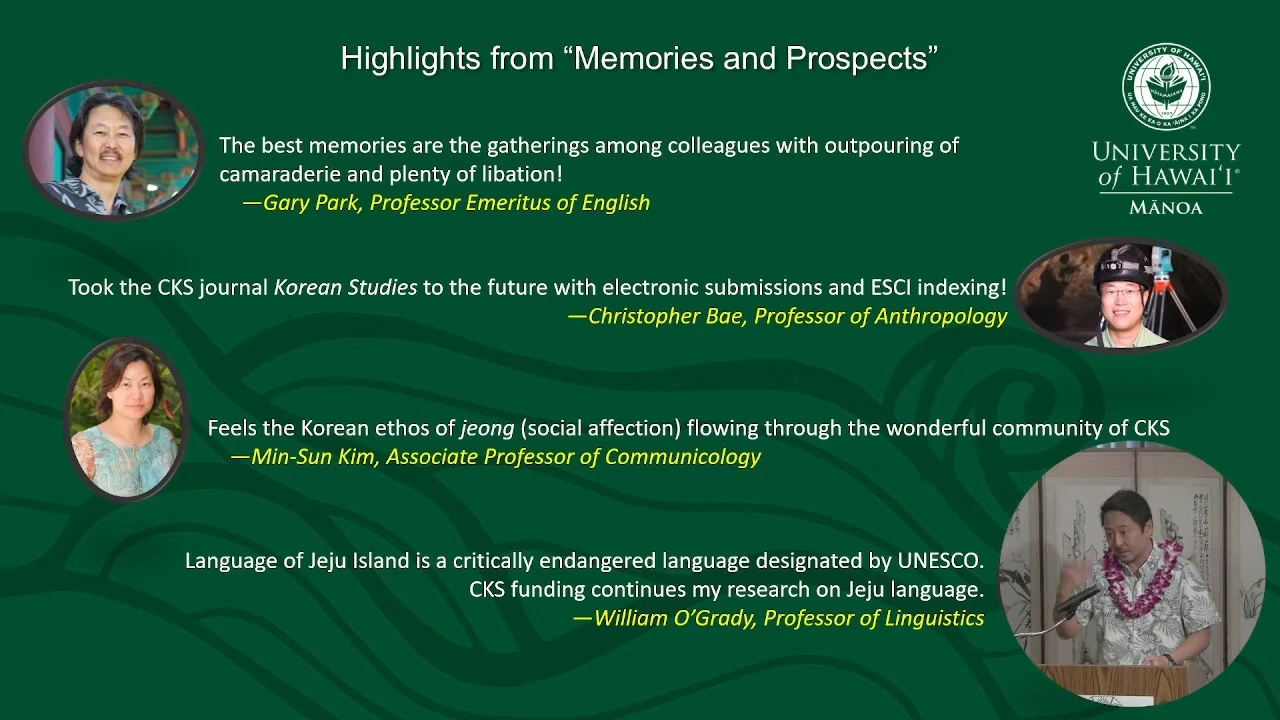 Highlights from “Memories and Prospects”
The best memories are the gatherings among colleagues with outpouring of
camaraderie and plenty of libation!
—Gary Park, Professor Emeritus of English
UNIVERSITY OF HAWAI‘I
1907
UNIVERSITY
of HAWAI‘I®
MĀNOA
Took the CKS journal Korean Studies to the future with electronic submissions and ESCI indexing!
—Christopher Bae, Professor of Anthropology
Feels the Korean ethos of jeong (social affection) flowing through the wonderful community of CKS
—Min-Sun Kim, Associate Professor of Communicology
Language of Jeju Island is a critically endangered language designated by UNESCO.
CKS funding continues my research on Jeju language.
—William O’Grady, Professor of Linguistics